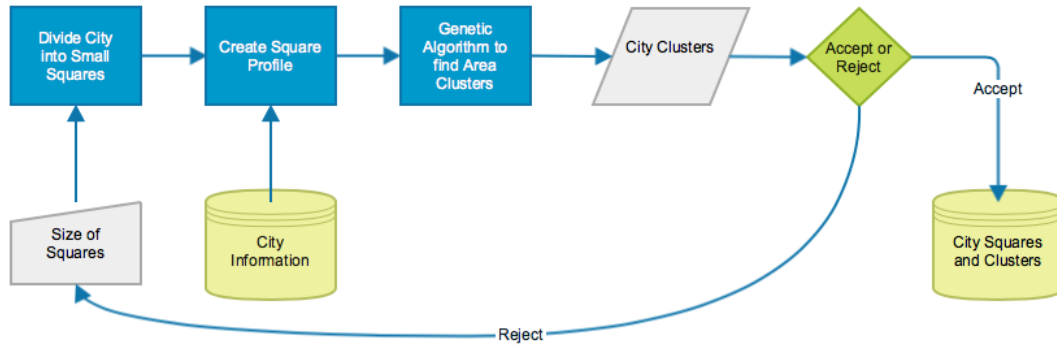 Divide City
into Small
Squares
Create Square
Profile
Genetic
Algorithm to
find Area
Clusters
City Clusters
Accept or
Reject
Accept
Size of
Squares
City
Information
City Squares
and Clusters
Reject